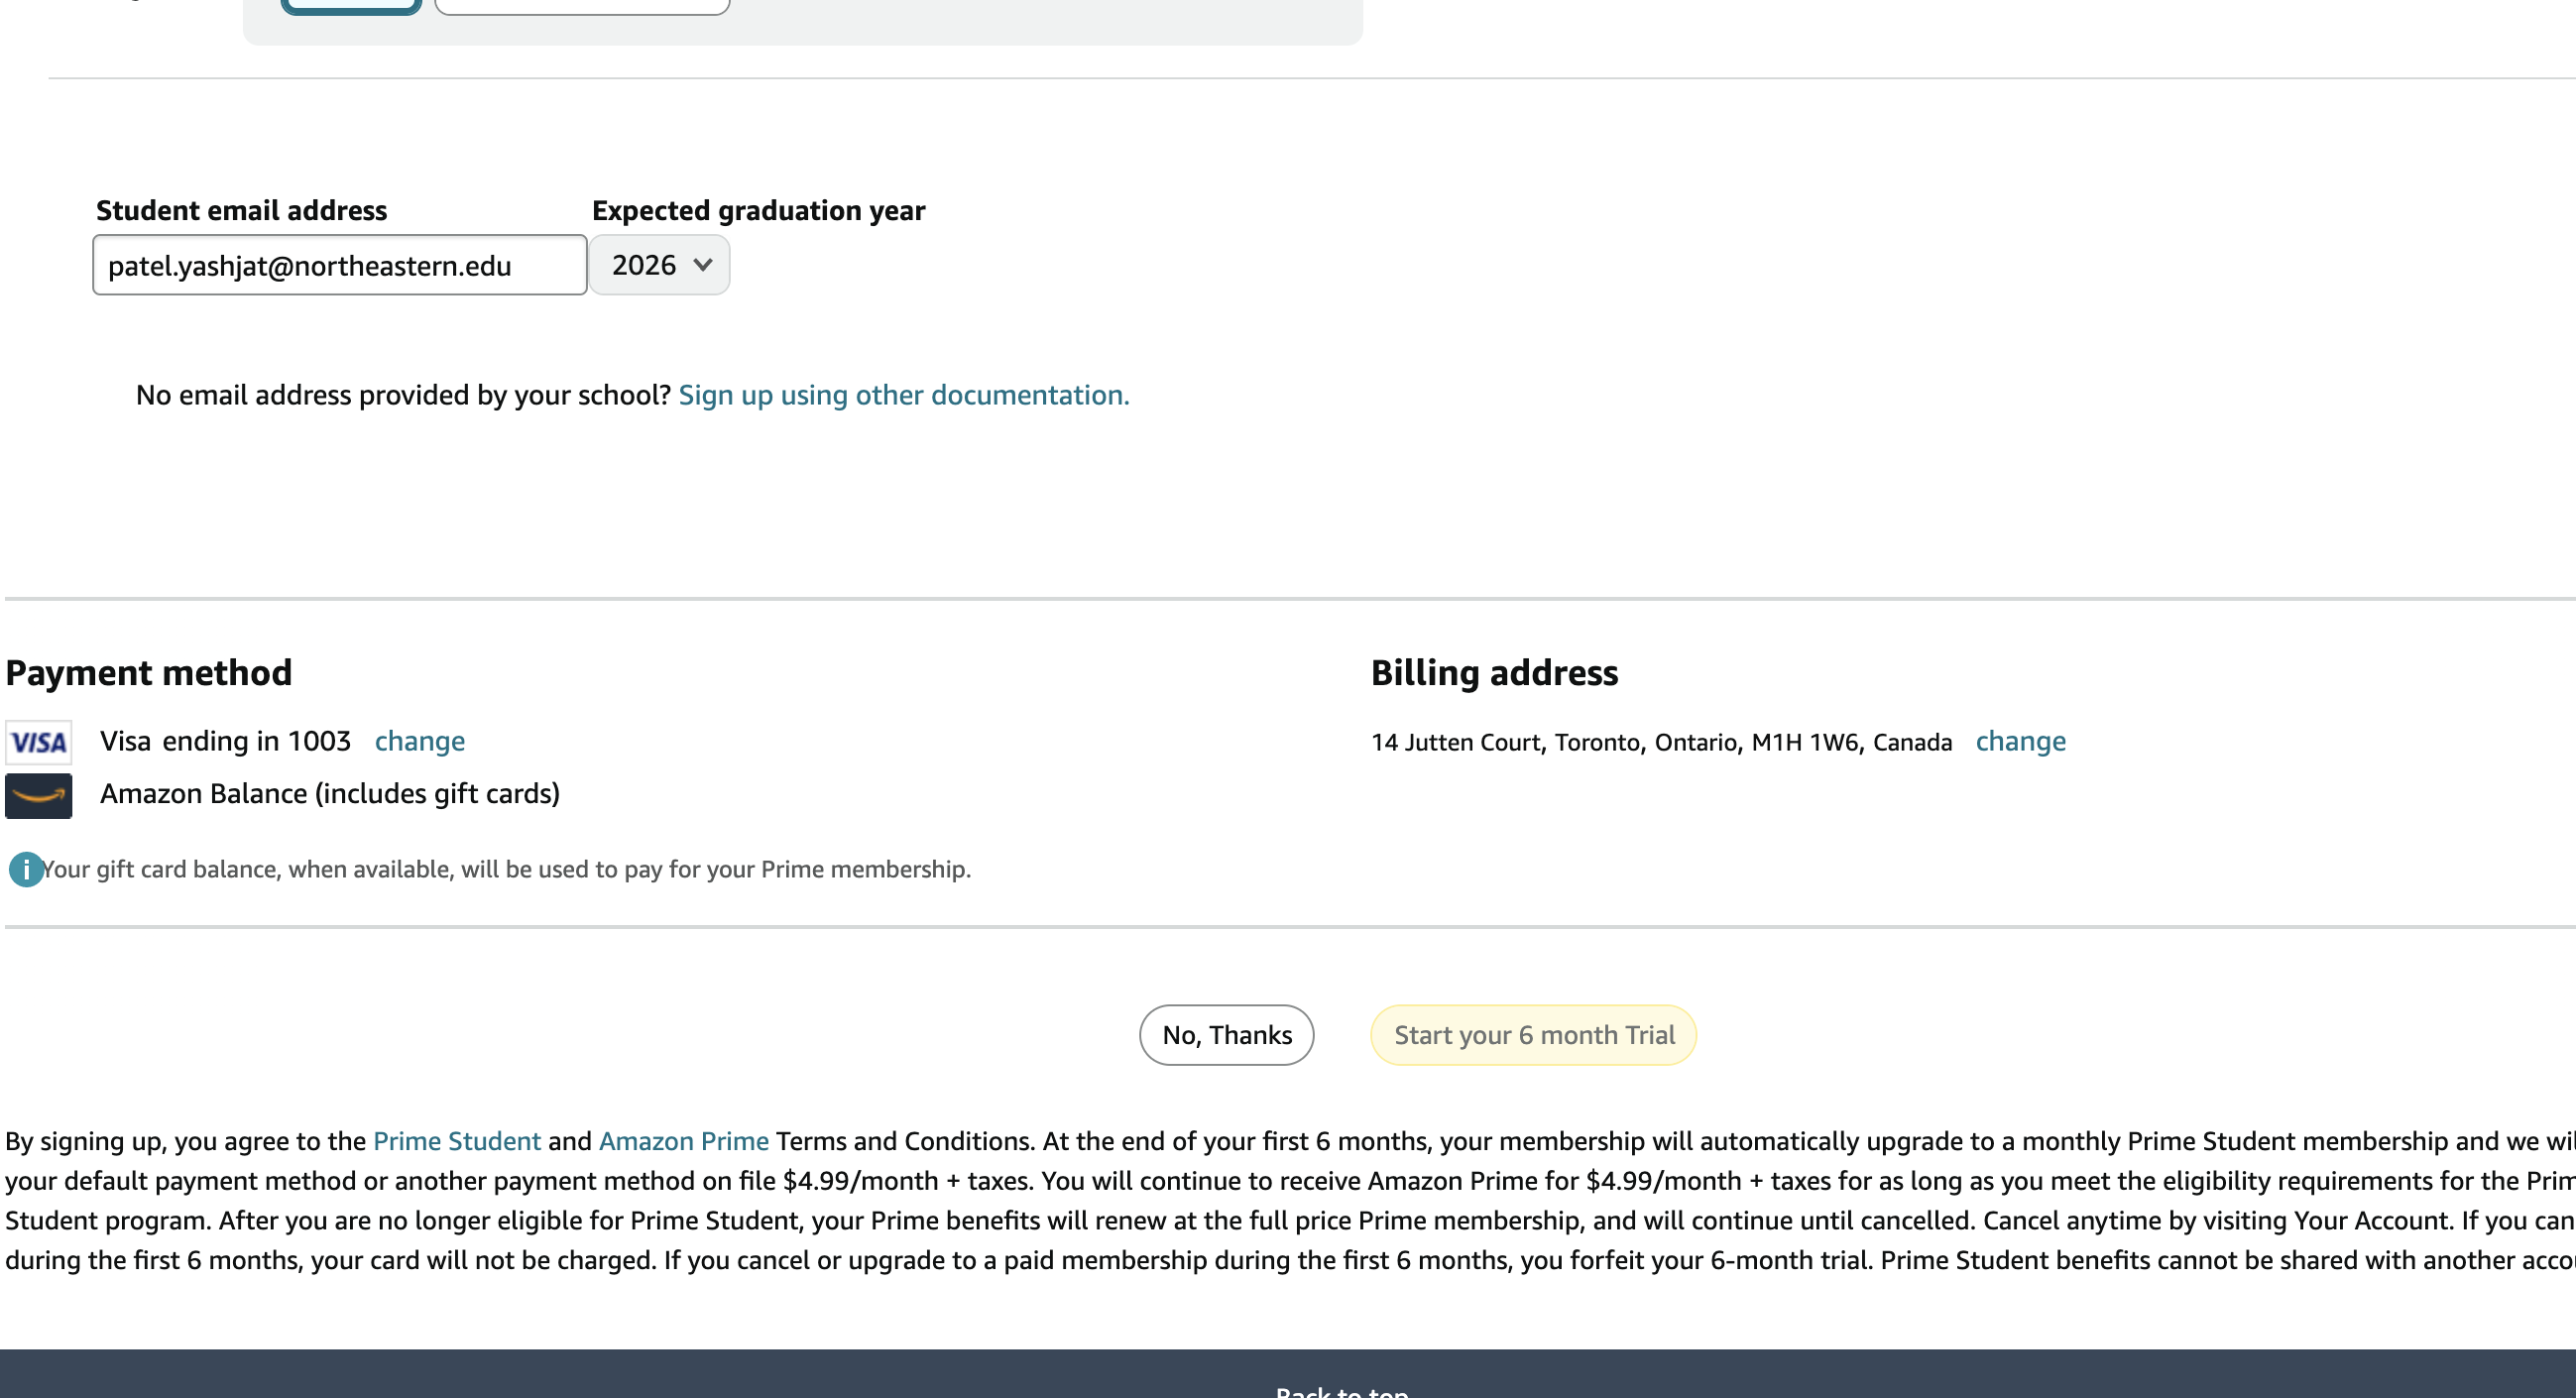 Student email address Expected graduation year
patel.yashjat@northeastern.edu 2026
No email address provided by your school? Sign up using other documentation.
Payment method Billing address
VISA Visa ending in 1003 change 14 Jutten Court, Toronto, Ontario, M1H 1W6, Canada change
Amazon Balance (includes gift cards)
i Your gift card balance, when available, will be used to pay for your Prime membership.
No, Thanks Start your 6 month Trial
By signing up, you agree to the Prime Student and Amazon Prime Terms and Conditions. At the end of your first 6 months, your membership will automatically upgrade to a monthly Prime Student membership and we
your default payment method or another payment method on file $4.99/month + taxes. You will continue to receive Amazon Prime for $4.99/month + taxes for as long as you meet the eligibility requirements for the
Student program. After you are no longer eligible for Prime Student, your Prime benefits will renew at the full price Prime membership, and will continue until cancelled. Cancel anytime by visiting Your Account. If you
during the first 6 months, your card will not be charged. If you cancel or upgrade to a paid membership during the first 6 months, you forfeit your 6-month trial. Prime Student benefits cannot be shared with another
Back to top